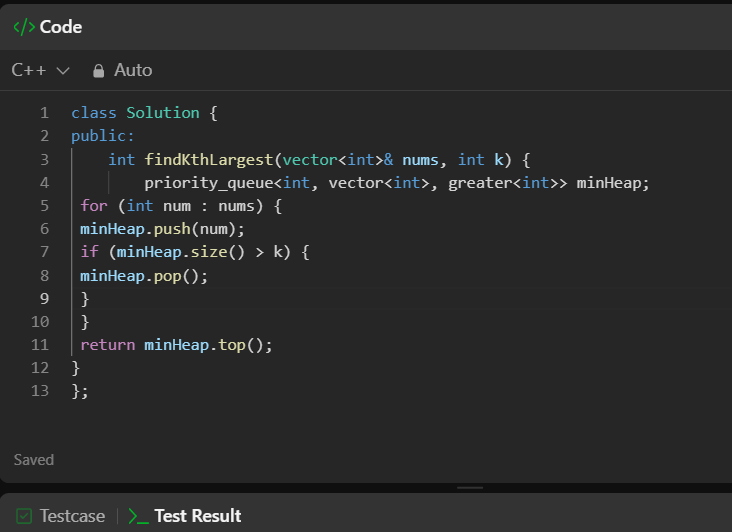 </> Code
C++ Auto
1 class Solution {
2 public:
3 int findKthLargest(vector<int>& nums, int k) {
4 priority_queue<int, vector<int>, greater<int>> minHeap;
5 for (int num : nums) {
6 minHeap.push(num);
7 if (minHeap.size() > k) {
8 minHeap.pop();
9 }
10 }
11 return minHeap.top();
12 }
13 };
Saved
Testcase | >_ Test Result